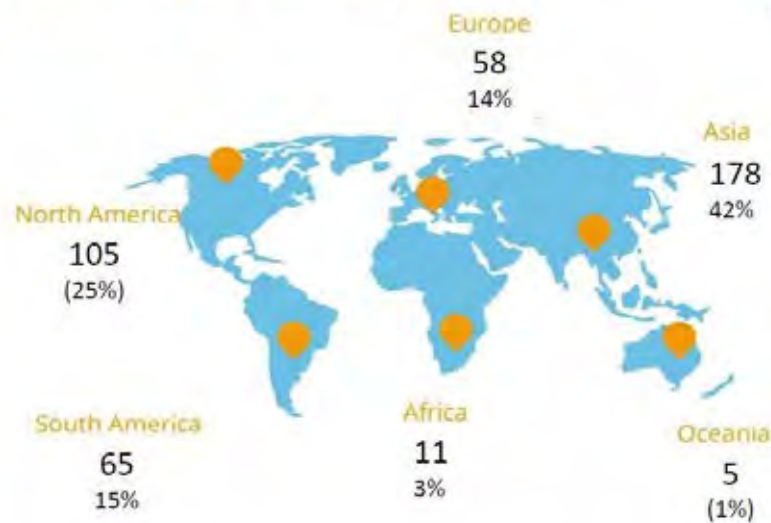 Europe
58
14%
Asia
178
42%
North America
105
(25%)
South America
65
15%
Africa
11
3%
Oceania
5
(1%)